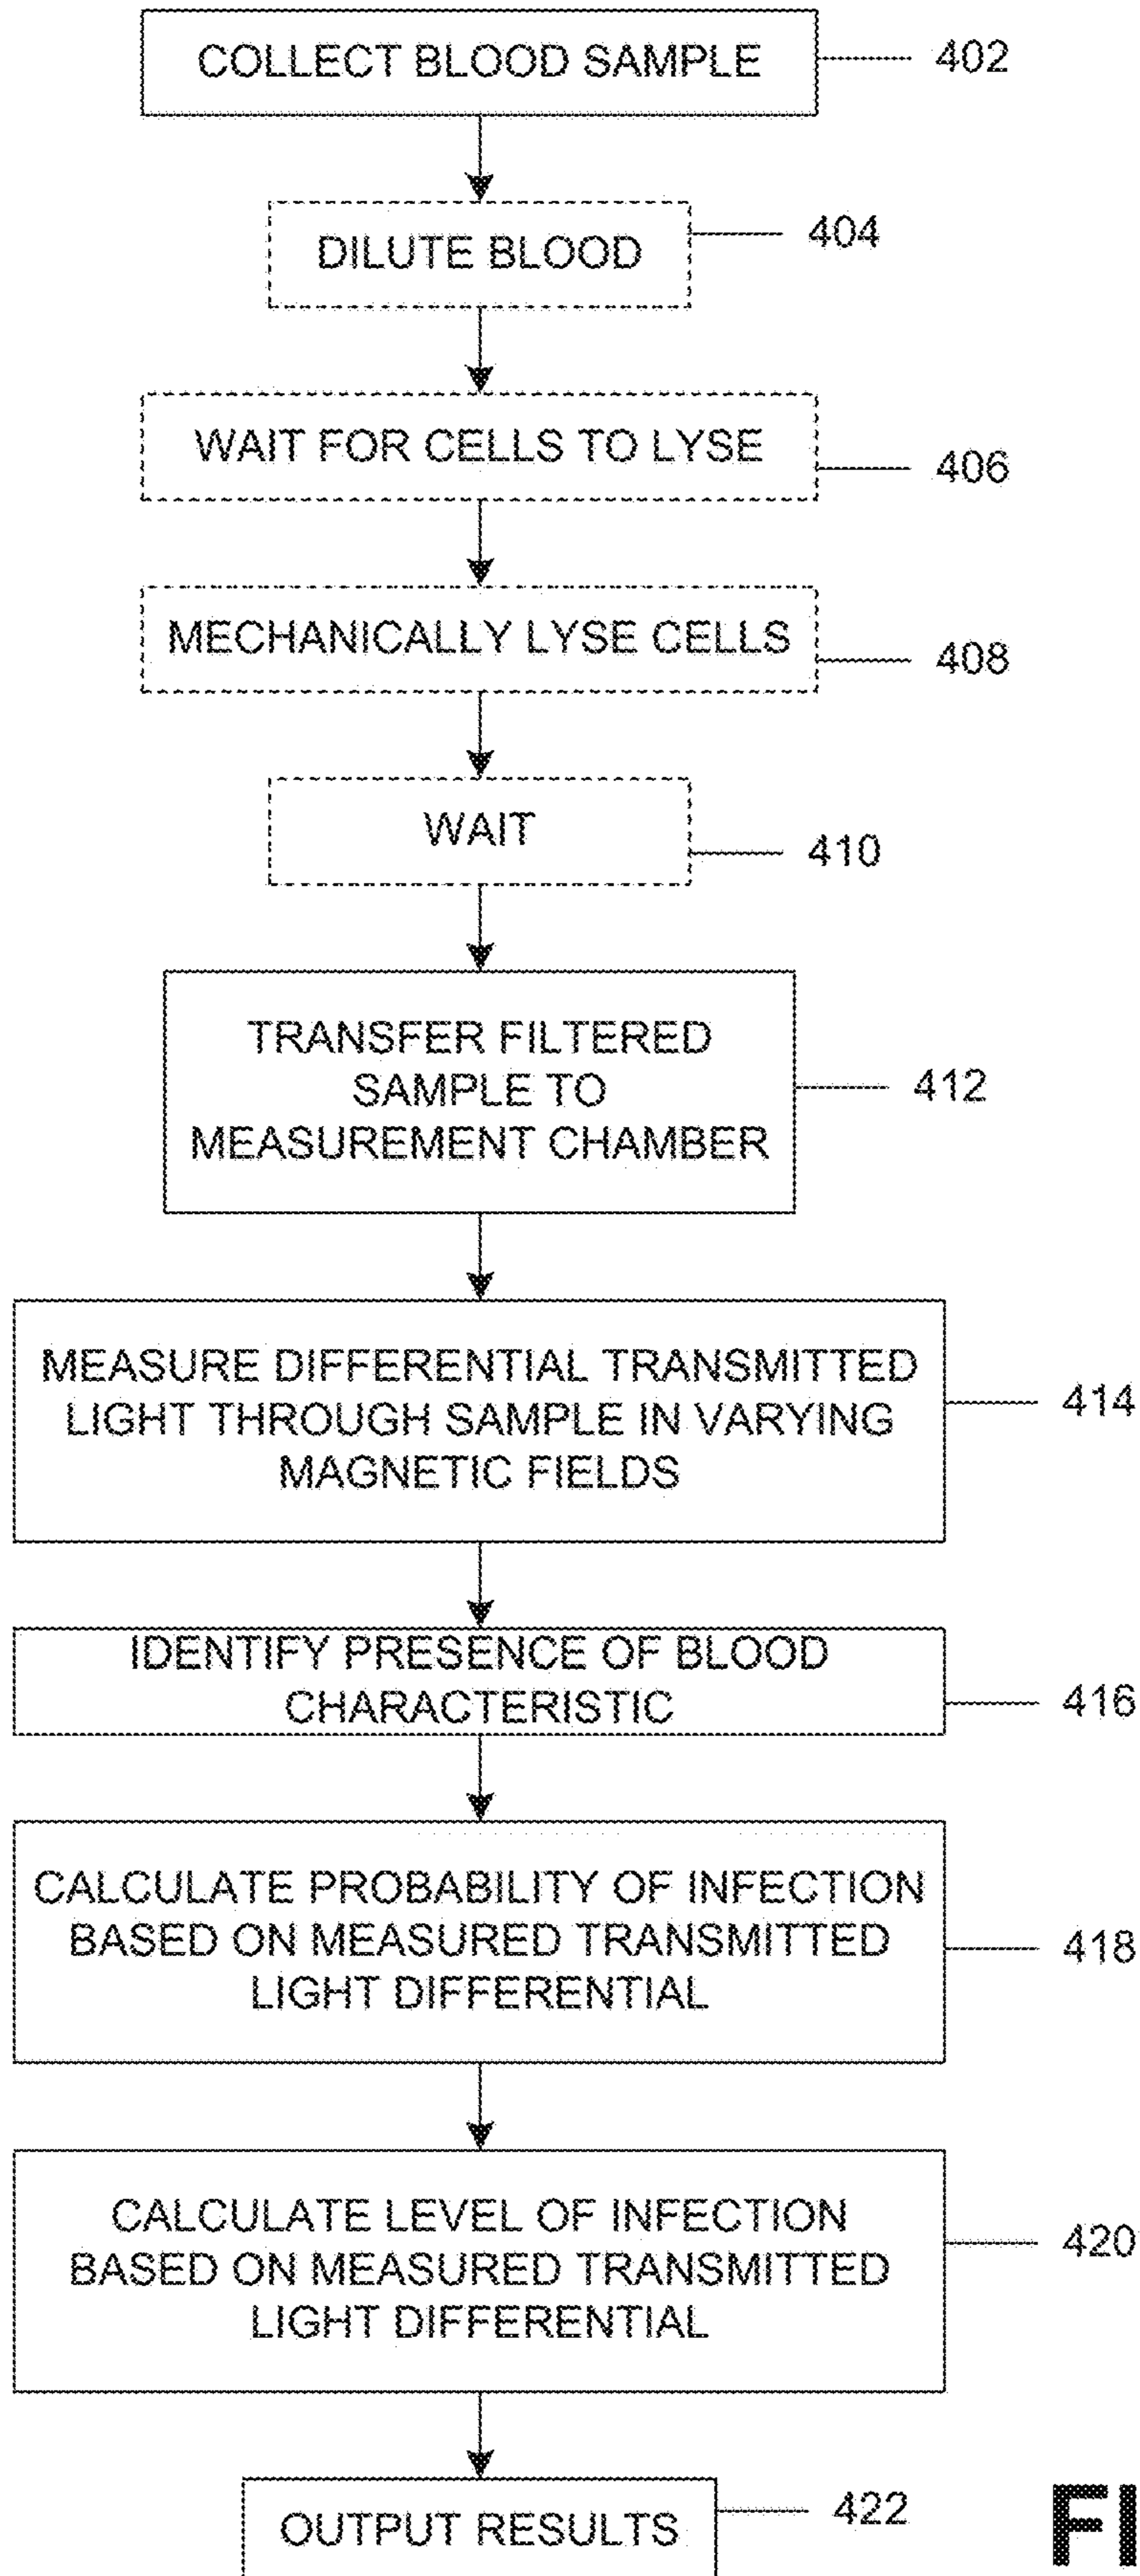 COLLECT BLOOD SAMPLE
402
DILUTE BLOOD
404
WAIT FOR CELLS TO LYSE
406
MECHANICALLY LYSE CELLS
408
WAIT
410
TRANSFER FILTERED
SAMPLE TO
MEASUREMENT CHAMBER
412
MEASURE DIFFERENTIAL TRANSMITTED
LIGHT THROUGH SAMPLE IN VARYING
MAGNETIC FIELDS
414
IDENTIFY PRESENCE OF BLOOD
CHARACTERISTIC
416
CALCULATE PROBABILITY OF INFECTION
BASED ON MEASURED TRANSMITTED
LIGHT DIFFERENTIAL
418
CALCULATE LEVEL OF INFECTION
BASED ON MEASURED TRANSMITTED
LIGHT DIFFERENTIAL
420
OUTPUT RESULTS
422
FI